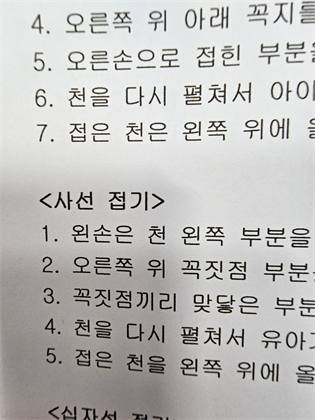 4. 오른쪽 위 아래 꼭지를
5. 오른손으로 접힌 부분을
6. 천을 다시 펼쳐서 아이
7. 접은 천은 왼쪽 위에
<사선 접기>
1. 왼손은 천 왼쪽 부분을
2. 오른쪽 위 꼭짓점 부분
3. 꼭짓점끼리 맞닿은 부분
4. 천을 다시 펼쳐서 유아
5. 접은 천을 왼쪽 위에 올
<십자선 접기